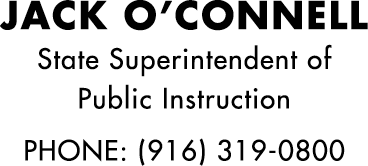 JACK O’CONNELL
State Superintendent of
Public Instruction
PHONE: (916) 319-0800